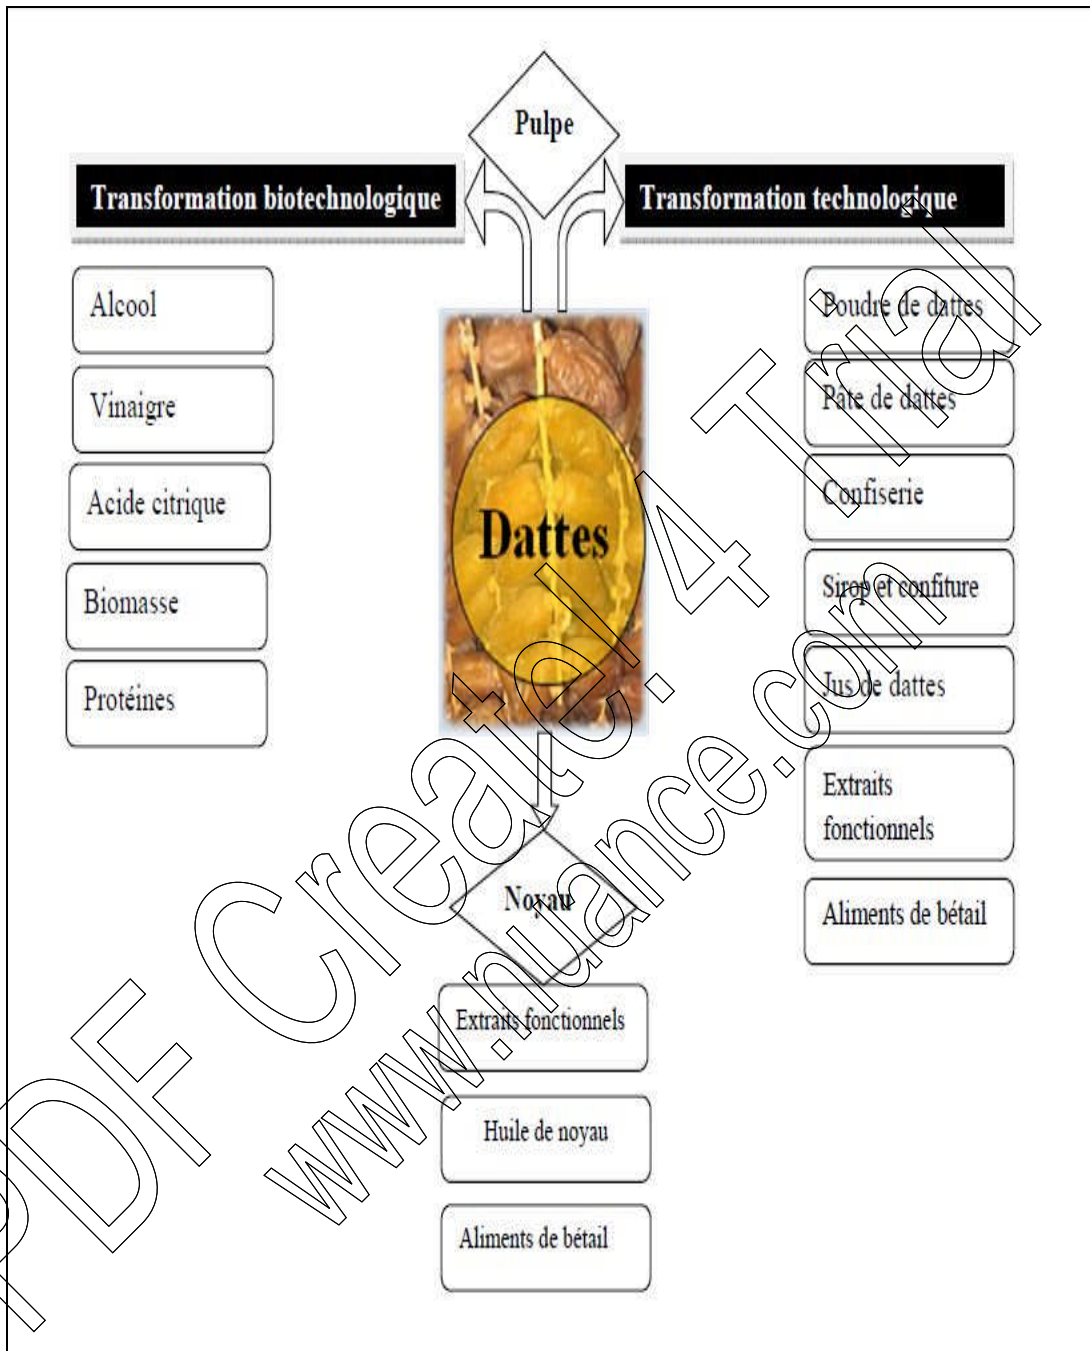 Pulpe
Transformation biotechnologique
Transformation technologique
Alcool
Vinaigre
Acide citrique
Biomasse
Protéines
Dattes
Poudre de dattes
Pâte de dattes
Confiserie
Sirop et confiture
Jus de dattes
Extraits
fonctionnels
Aliments de bétail
Noyau
Extraits fonctionnels
Huile de noyau
Aliments de bétail
PDF Create! 4 Trial
www.nuance.com